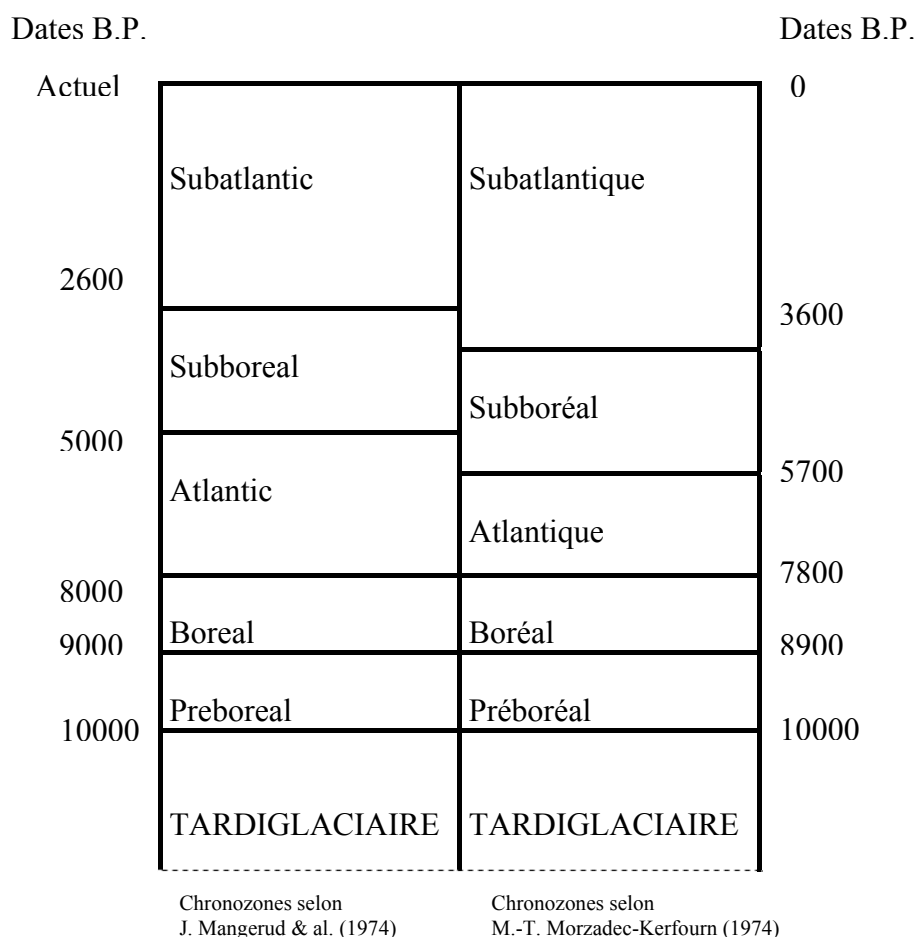 Dates B.P.
Dates B.P.
Actuel
0
Subatlantic
Subatlantique
2600
3600
Subboreal
Subboréal
5000
5700
Atlantic
Atlantique
7800
8000
Boreal
Boréal
9000
8900
Preboreal
Préboréal
10000
10000
TARDIGLACIAIRE
TARDIGLACIAIRE
Chronozones selon
J. Mangerud & al. (1974)
Chronozones selon
M.-T. Morzadec-Kerfourn (1974)